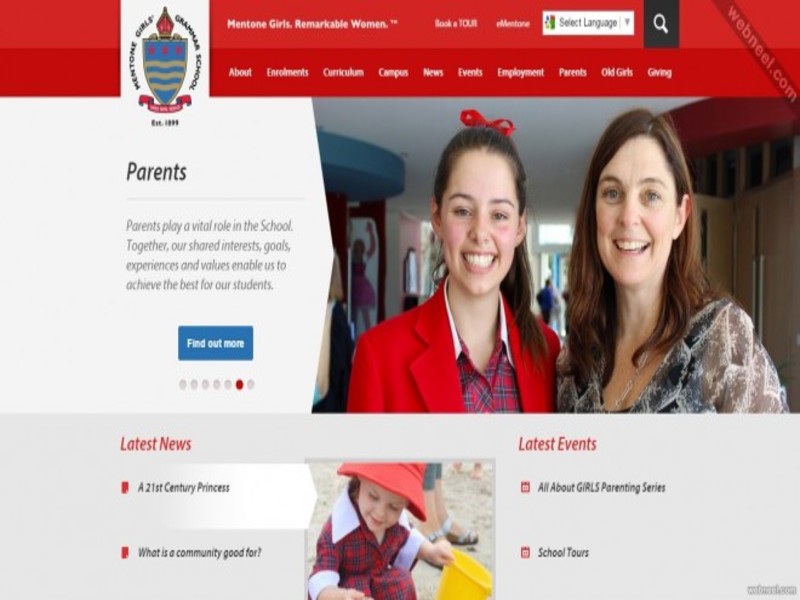 MENTONE GIRLS' GRAMMAR SCHOOL
Est. 1899
Mentone Girls. Remarkable Women. ™
Book a TOUR
eMentone
Select Language
webneel.com
About Enrolments Curriculum Campus News Events Employment Parents Old Girls Giving
Parents
Parents play a vital role in the School.
Together, our shared interests, goals,
experiences and values enable us to
achieve the best for our students.
Find out more
Latest News
A 21st Century Princess
What is a community good for?
Latest Events
All About GIRLS Parenting Series
School Tours
webneel.com